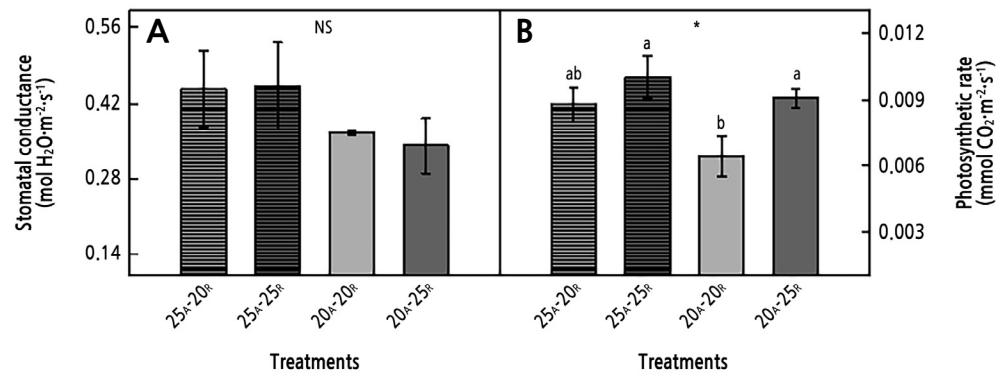 A
NS
B
*
Stomatal conductance
(mol H₂O·m⁻²·s⁻¹)
0.56
0.42
0.28
0.14
ab
a
b
a
0.012
0.009
0.006
0.003
Photosynthetic rate
(mmol CO₂·m⁻²·s⁻¹)
25A-20R
25A-25R
20A-20R
20A-25R
25A-20R
25A-25R
20A-20R
20A-25R
Treatments
Treatments